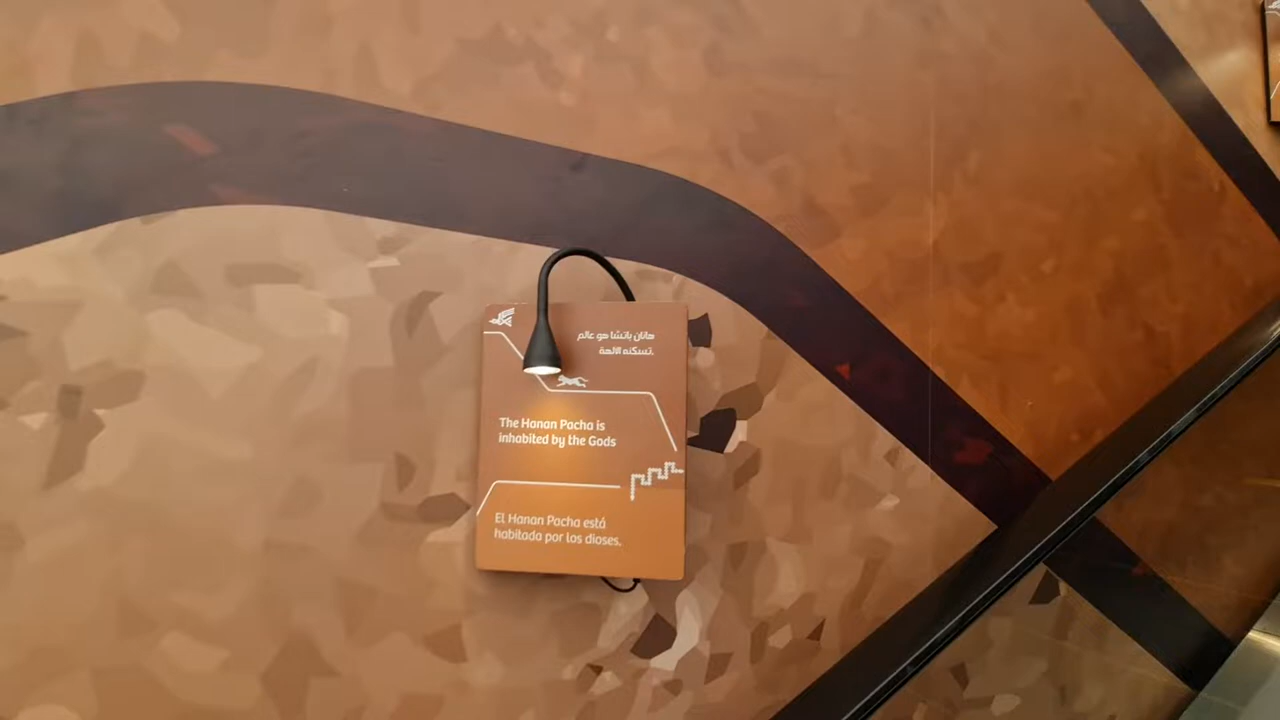 هانان باتشا هو عالم
تسكنه الالهة.
The Hanan Pacha is
inhabited by the Gods
El Hanan Pacha está
habitada por los dioses.